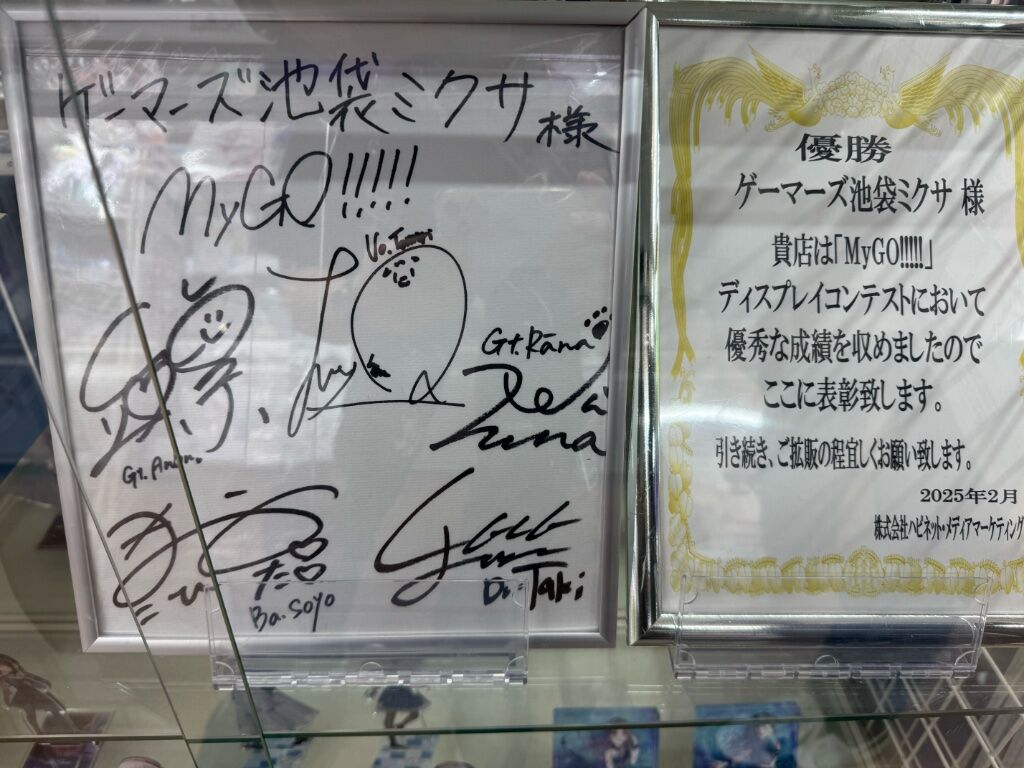 ゲーマーズ池袋ミクサ様
MyGO!!!!!
Vo.Tomori
Gt.Rāna
Gt.Anon.
Ba.soyo
Dr.Taki
優勝
ゲーマーズ池袋ミクサ 様
貴店は「MyGO!!!!!」
ディスプレイコンテストにおいて
優秀な成績を収めましたので
ここに表彰致します。
引き続き、ご拡販の程宜しくお願い致します。
2025年2月
株式会社ハピネット・メディアマーケティング